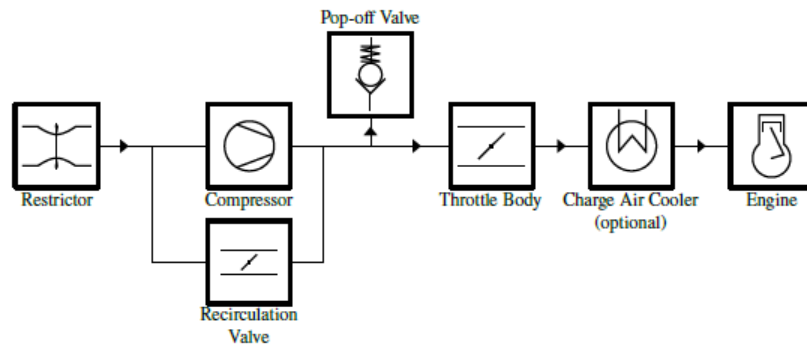 Pop-off Valve
Restrictor
Compressor
Throttle Body
Charge Air Cooler
(optional)
Engine
Recirculation
Valve